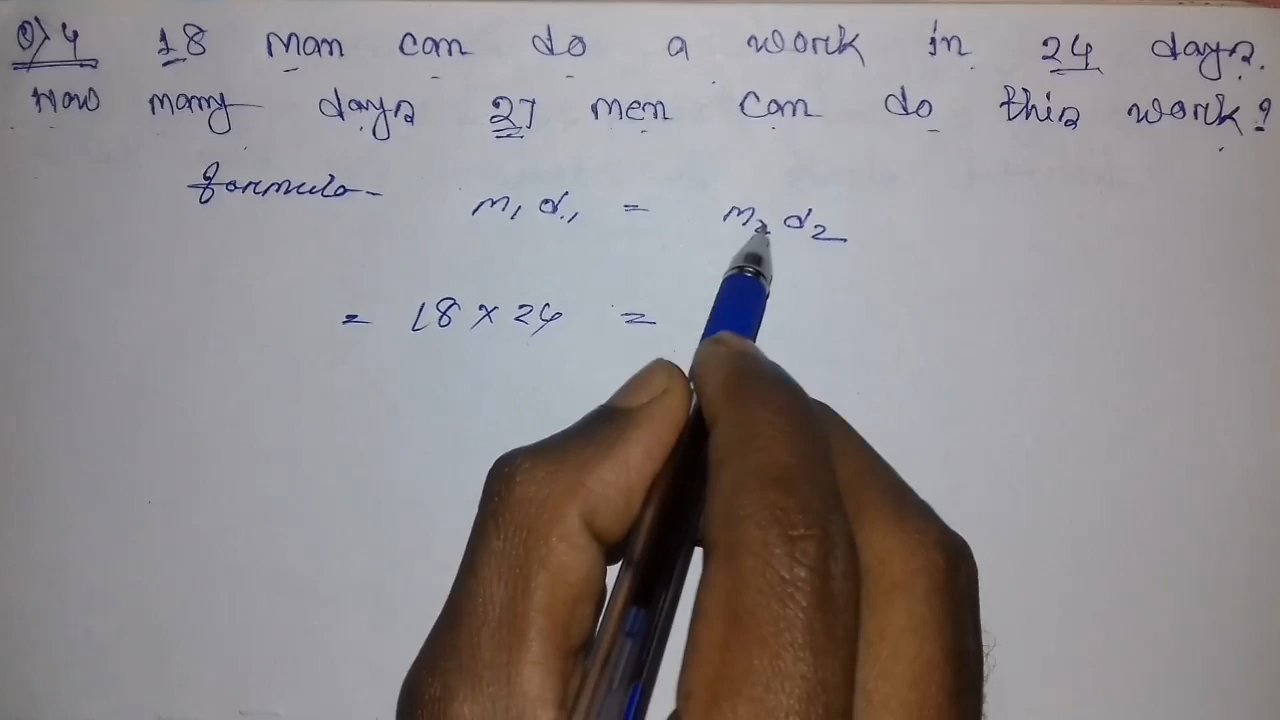 Q>4 18 man can do a work in 24 days.
How many days 27 men can do this work?
formula- m₁ d₁ = m₂ d₂
= 18 × 24 =